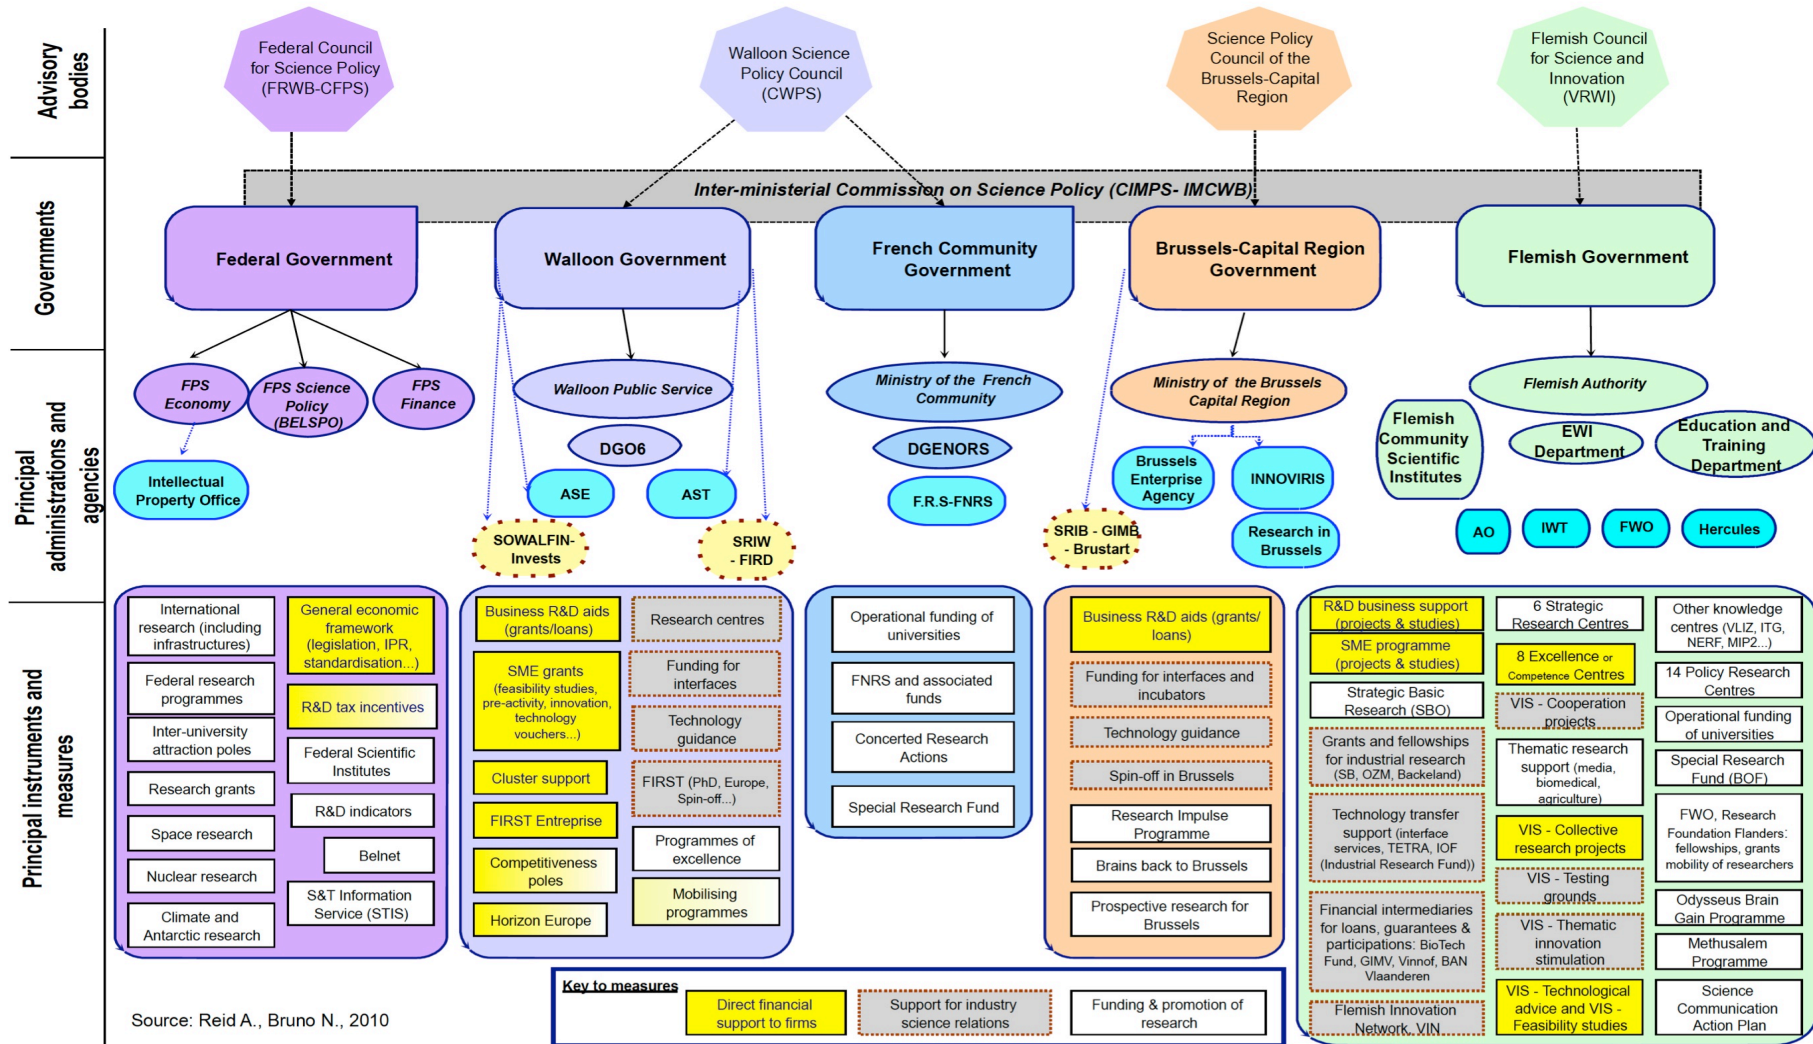 Advisory
bodies
Federal Council
for Science Policy
(FRWB-CFPS)
Walloon Science
Policy Council
(CWPS)
Science Policy
Council of the
Brussels-Capital
Region
Flemish Council
for Science and
Innovation
(VRWI)
Governments
Inter-ministerial Commission on Science Policy (CIMPS- IMCWB)
Federal Government
Walloon Government
French Community
Government
Brussels-Capital Region
Government
Flemish Government
Principal
administrations and
agencies
FPS
Economy
FPS Science
Policy
(BELSPO)
FPS
Finance
Intellectual
Property Office
Walloon Public Service
DGO6
ASE
AST
SOWALFIN-
Invests
SRIW
- FIRD
Ministry of the French
Community
DGENORS
F.R.S-FNRS
Ministry of the Brussels
Capital Region
Brussels
Enterprise
Agency
INNOVIRIS
SRIB - GIMB
- Brustart
Research in
Brussels
Flemish Authority
Flemish
Community
Scientific
Institutes
EWI
Department
Education and
Training
Department
AO
IWT
FWO
Hercules
Principal instruments and
measures
International
research (including
infrastructures)
Federal research
programmes
Inter-university
attraction poles
Research grants
Space research
Nuclear research
Climate and
Antarctic research
General economic
framework
(legislation, IPR,
standardisation...)
R&D tax incentives
Federal Scientific
Institutes
R&D indicators
Belnet
S&T Information
Service (STIS)
Business R&D aids
(grants/loans)
SME grants
(feasibility studies,
pre-activity, innovation,
technology
vouchers...)
Cluster support
FIRST Entreprise
Competitiveness
poles
Horizon Europe
Research centres
Funding for
interfaces
Technology
guidance
FIRST (PhD, Europe,
Spin-off...)
Programmes of
excellence
Mobilising
programmes
Operational funding of
universities
FNRS and associated
funds
Concerted Research
Actions
Special Research Fund
Business R&D aids (grants/
loans)
Funding for interfaces and
incubators
Technology guidance
Spin-off in Brussels
Research Impulse
Programme
Brains back to Brussels
Prospective research for
Brussels
R&D business support
(projects & studies)
SME programme
(projects & studies)
Strategic Basic
Research (SBO)
Grants and fellowships
for industrial research
(SB, OZM, Backeland)
Technology transfer
support (interface
services, TETRA, IOF
(Industrial Research Fund))
Financial intermediaries
for loans, guarantees &
participations: BioTech
Fund, GIMV, Vinnof, BAN
Vlaanderen
Flemish Innovation
Network, VIN
6 Strategic
Research Centres
8 Excellence or
Competence Centres
VIS - Cooperation
projects
Thematic research
support (media,
biomedical,
agriculture)
VIS - Collective
research projects
VIS - Testing
grounds
VIS - Thematic
innovation
stimulation
VIS - Technological
advice and VIS -
Feasibility studies
Other knowledge
centres (VLIZ, ITG,
NERF, MIP2...)
14 Policy Research
Centres
Operational funding
of universities
Special Research
Fund (BOF)
FWO, Research
Foundation Flanders:
fellowships, grants
mobility of researchers
Odysseus Brain
Gain Programme
Methusalem
Programme
Science
Communication
Action Plan
Key to measures
Direct financial
support to firms
Support for industry
science relations
Funding & promotion of
research
Source: Reid A., Bruno N., 2010